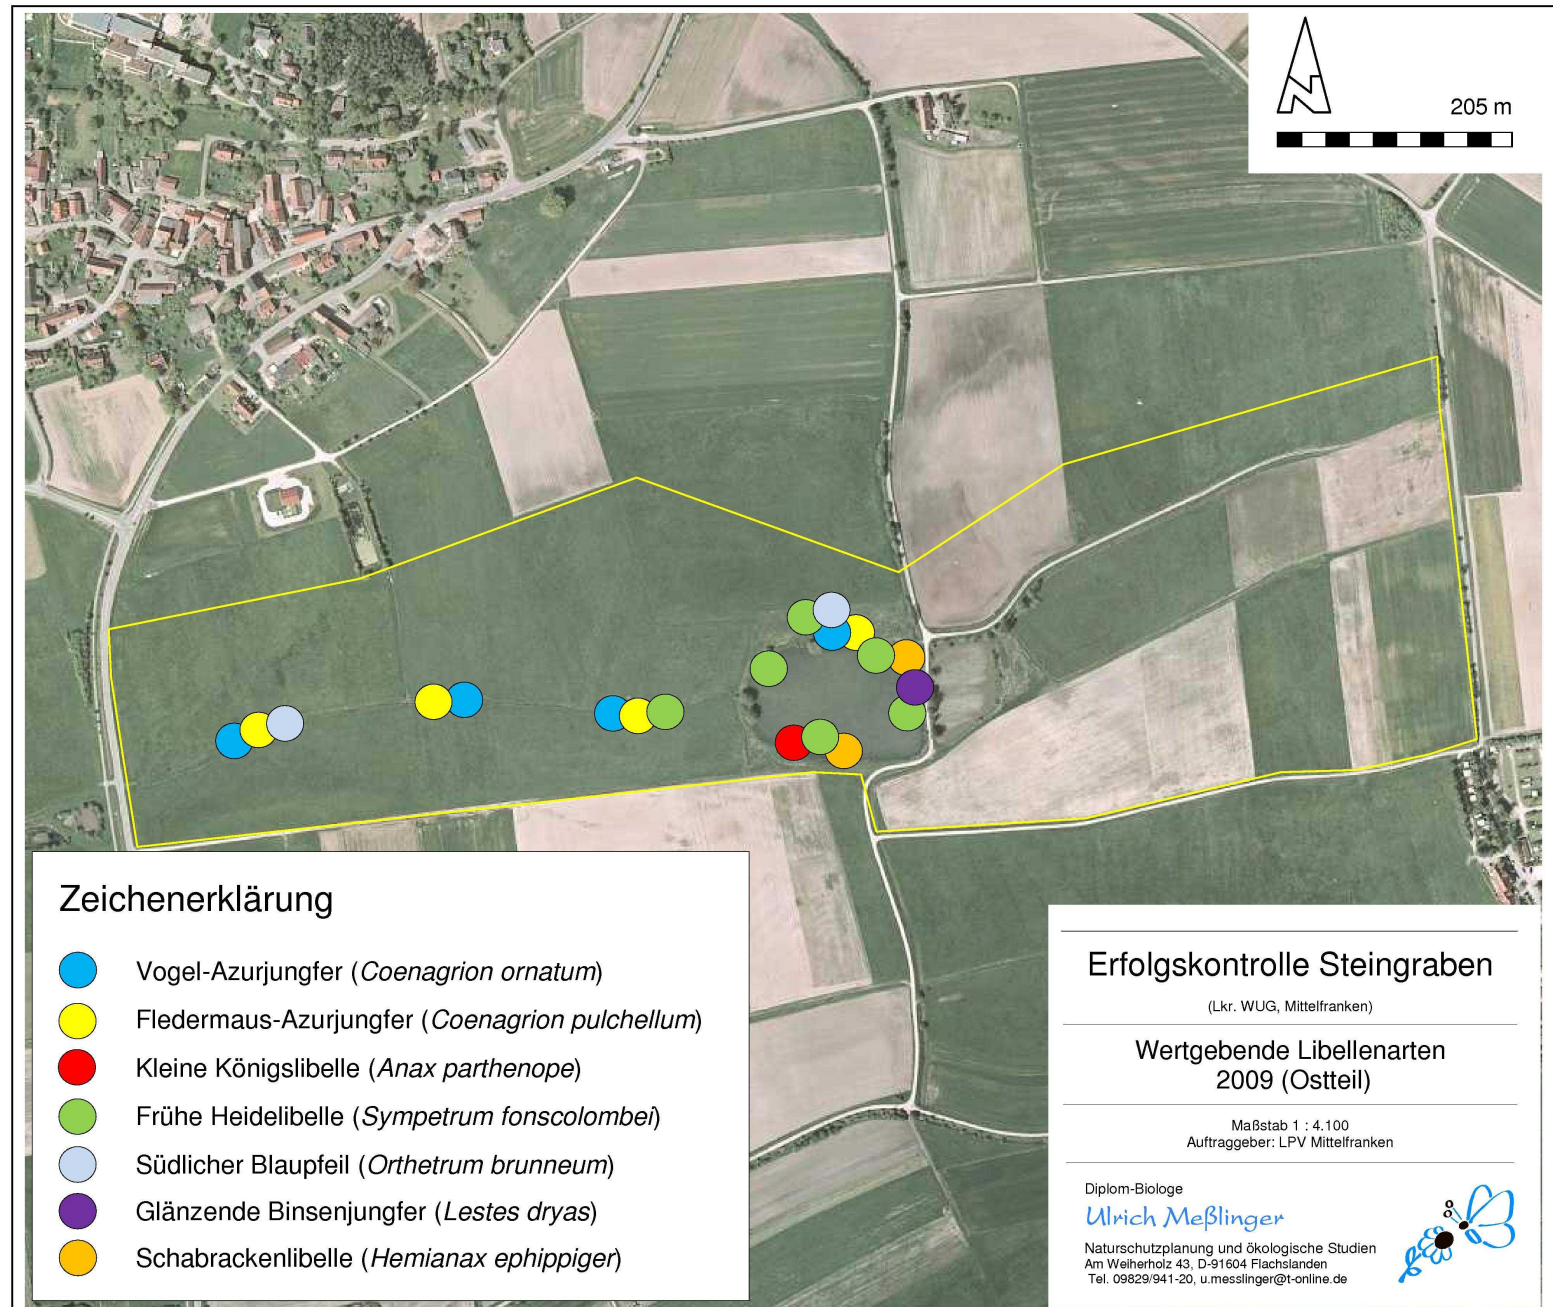 205 m
Zeichenerklärung
Vogel-Azurjungfer (Coenagrion ornatum)
Fledermaus-Azurjungfer (Coenagrion pulchellum)
Kleine Königslibelle (Anax parthenope)
Frühe Heidelibelle (Sympetrum fonscolombei)
Südlicher Blaupfeil (Orthetrum brunneum)
Glänzende Binsenjungfer (Lestes dryas)
Schabrackenlibelle (Hemianax ephippiger)
Erfolgskontrolle Steingraben
(Lkr. WUG, Mittelfranken)
Wertgebende Libellenarten
2009 (Ostteil)
Maßstab 1 : 4.100
Auftraggeber: LPV Mittelfranken
Diplom-Biologe
Ulrich Meßlinger
Naturschutzplanung und ökologische Studien
Am Weiherholz 43, D-91604 Flachslanden
Tel. 09829/941-20, u.messlinger@t-online.de